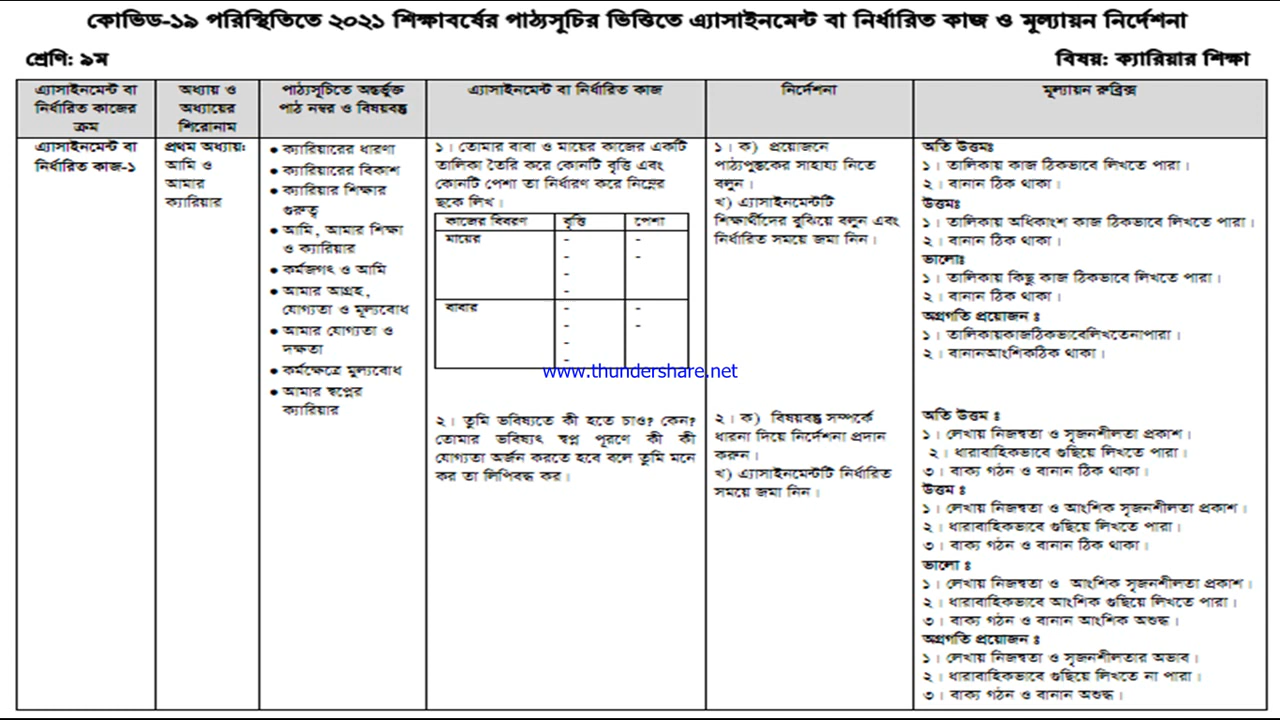 কোভিড-১৯ পরিস্থিতিতে ২০২১ শিক্ষাবর্ষের পাঠ্যসূচির ভিত্তিতে এ্যাসাইনমেন্ট বা নির্ধারিত কাজ ও মূল্যায়ন নির্দেশনা
শ্রেণি: ৯ম
বিষয়: ক্যারিয়ার শিক্ষা
এ্যাসাইনমেন্ট বা
নির্ধারিত কাজের
ক্রম
অধ্যায় ও
অধ্যায়ের
শিরোনাম
পাঠ্যসূচিতে অন্তর্ভুক্ত
পাঠ নম্বর ও বিষয়বস্তু
এ্যাসাইনমেন্ট বা নির্ধারিত কাজ
নির্দেশনা
মূল্যায়ন রুব্রিক্স
এ্যাসাইনমেন্ট বা
নির্ধারিত কাজ-১
প্রথম অধ্যায়:
আমি ও
আমার
ক্যারিয়ার
● ক্যারিয়ারের ধারণা
● ক্যারিয়ারের বিকাশ
● ক্যারিয়ার শিক্ষার
গুরুত্ব
● আমি, আমার শিক্ষা
ও ক্যারিয়ার
● কর্মজগৎ ও আমি
● আমার আগ্রহ,
যোগ্যতা ও মূল্যবোধ
● আমার যোগ্যতা ও
দক্ষতা
● কর্মক্ষেত্রে মুল্যবোধ
● আমার স্বপ্নের
ক্যারিয়ার
১। তোমার বাবা ও মায়ের কাজের একটি
তালিকা তৈরি করে কোনটি বৃত্তি এবং
কোনটি পেশা তা নির্ধারণ করে নিম্নের
ছকে লিখ।
কাজের বিবরণ বৃত্তি পেশা
মায়ের - -
- -
-
-
বাবার - -
- -
-
-
www.thundershare.net
২। তুমি ভবিষ্যতে কী হতে চাও? কেন?
তোমার ভবিষ্যৎ স্বপ্ন পূরণে কী কী
যোগ্যতা অর্জন করতে হবে বলে তুমি মনে
কর তা লিপিবদ্ধ কর।
১। ক) প্রয়োজনে
পাঠ্যপুস্তকের সাহায্য নিতে
বলুন।
খ) এ্যাসাইনমেন্টটি
শিক্ষার্থীদের বুঝিয়ে বলুন এবং
নির্ধারিত সময়ে জমা নিন।
২। ক) বিষয়বস্তু সম্পর্কে
ধারনা দিয়ে নির্দেশনা প্রদান
করুন।
খ) এ্যাসাইনমেন্টটি নির্ধারিত
সময়ে জমা নিন।
অতি উত্তমঃ
১। তালিকায় কাজ ঠিকভাবে লিখতে পারা।
২। বানান ঠিক থাকা।
উত্তমঃ
১। তালিকায় অধিকাংশ কাজ ঠিকভাবে লিখতে পারা।
২। বানান ঠিক থাকা।
ভালোঃ
১। তালিকায় কিছু কাজ ঠিকভাবে লিখতে পারা।
২। বানান ঠিক থাকা।
অগ্রগতি প্রয়োজন ঃ
১। তালিকায়কাজঠিকভাবেলিখতেনাপারা।
২। বানানআংশিকঠিক থাকা।
অতি উত্তম ঃ
১। লেখায় নিজস্বতা ও সৃজনশীলতা প্রকাশ।
২। ধারাবাহিকভাবে গুছিয়ে লিখতে পারা।
৩। বাক্য গঠন ও বানান ঠিক থাকা।
উত্তম ঃ
১। লেখায় নিজস্বতা ও আংশিক সৃজনশীলতা প্রকাশ।
২। ধারাবাহিকভাবে গুছিয়ে লিখতে পারা।
৩। বাক্য গঠন ও বানান ঠিক থাকা।
ভালো ঃ
১। লেখায় নিজস্বতা ও আংশিক সৃজনশীলতা প্রকাশ।
২। ধারাবাহিকভাবে আংশিক গুছিয়ে লিখতে পারা।
৩। বাক্য গঠন ও বানান আংশিক অশুদ্ধ।
অগ্রগতি প্রয়োজন ঃ
১। লেখায় নিজস্বতা ও সৃজনশীলতার অভাব।
২। ধারাবাহিকভাবে গুছিয়ে লিখতে না পারা।
৩। বাক্য গঠন ও বানান অশুদ্ধ।